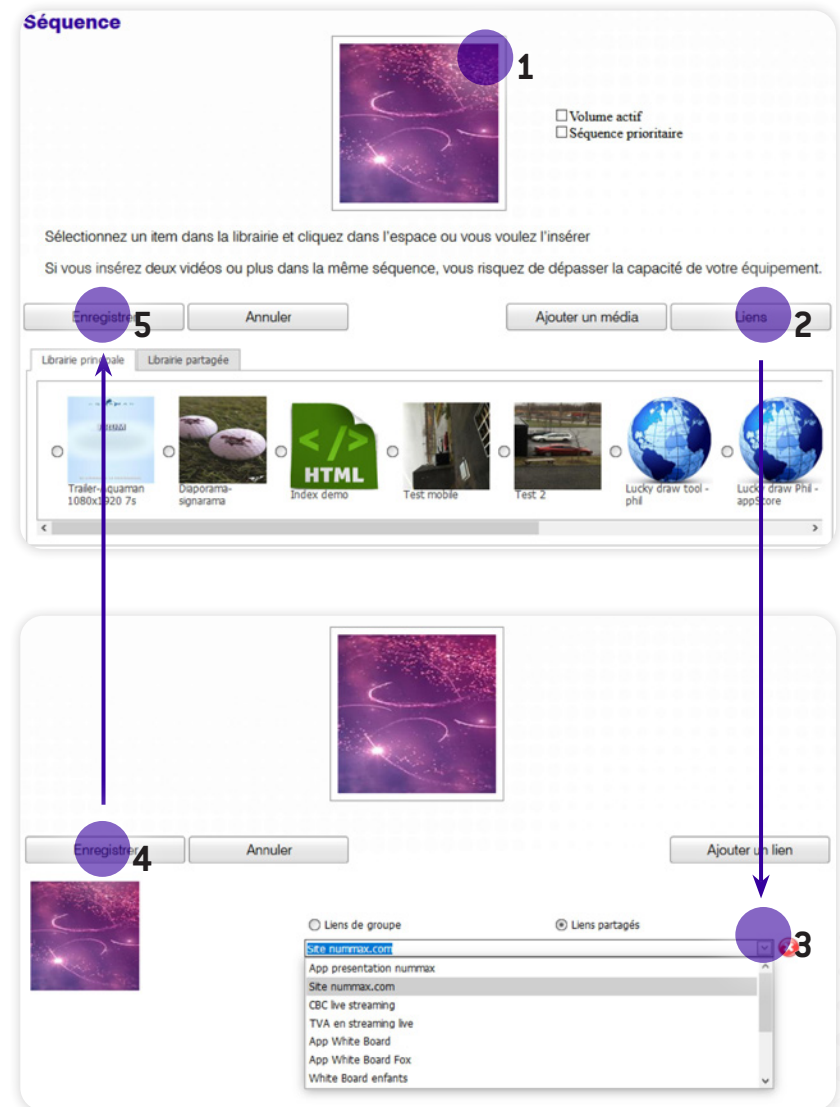 Séquence
1
Volume actif
Séquence prioritaire
Sélectionnez un item dans la librairie et cliquez dans l'espace ou vous voulez l'insérer
Si vous insérez deux vidéos ou plus dans la même séquence, vous risquez de dépasser la capacité de votre équipement.
Enregistrer 5 Annuler Ajouter un média Liens 2
Librairie principale Librairie partagée
</> HTML
Trailer-Aquaman 1080x1920 7s
Diaporama-signarama
Index demo
Test mobile
Test 2
Lucky draw tool - phil
Lucky draw Phil - appStore
Enregistrer 4 Annuler Ajouter un lien
Liens de groupe Liens partagés
3
Site nummax.com
App presentation nummax
Site nummax.com
CBC live streaming
TVA en streaming live
App White Board
App White Board Fox
White Board enfants